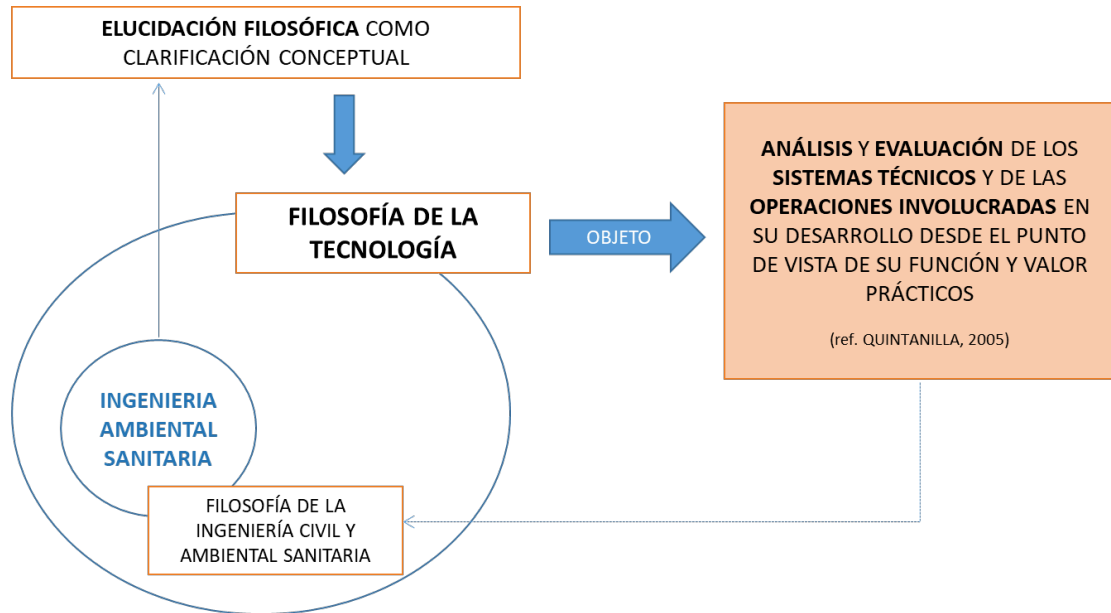 ELUCIDACIÓN FILOSÓFICA COMO
CLARIFICACIÓN CONCEPTUAL
FILOSOFÍA DE LA
TECNOLOGÍA
OBJETO
ANÁLISIS Y EVALUACIÓN DE LOS
SISTEMAS TÉCNICOS Y DE LAS
OPERACIONES INVOLUCRADAS EN
SU DESARROLLO DESDE EL PUNTO
DE VISTA DE SU FUNCIÓN Y VALOR
PRÁCTICOS
(ref. QUINTANILLA, 2005)
INGENIERIA
AMBIENTAL
SANITARIA
FILOSOFÍA DE LA
INGENIERÍA CIVIL Y
AMBIENTAL SANITARIA